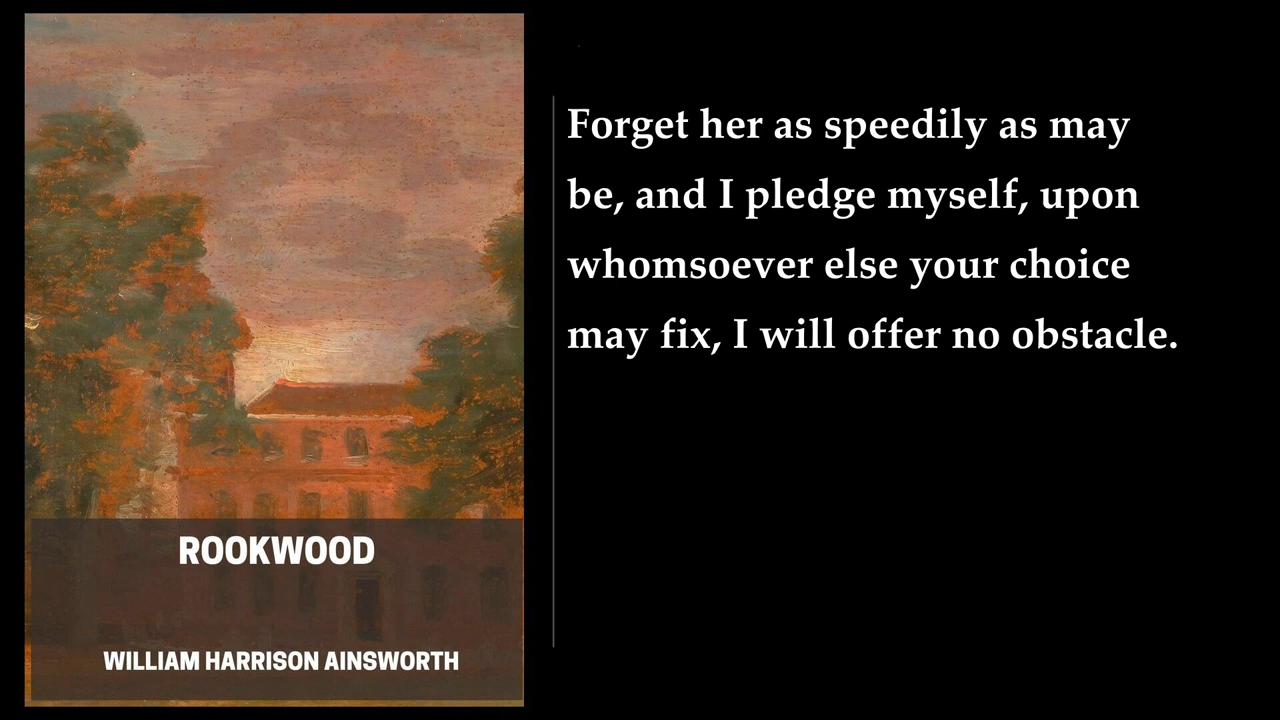 ROOKWOOD
WILLIAM HARRISON AINSWORTH
Forget her as speedily as may
be, and I pledge myself, upon
whomsoever else your choice
may fix, I will offer no obstacle.